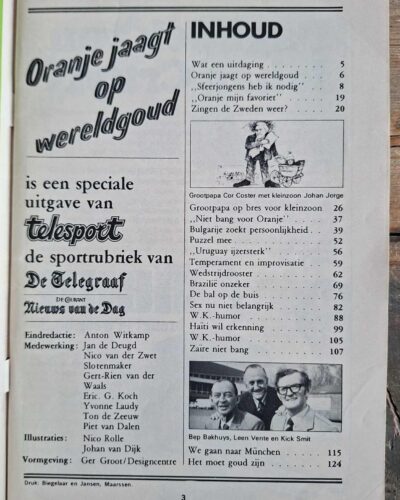 Oranje jaagt
op
wereldgoud
is een speciale
uitgave van
telesport
de sportrubriek van
De Telegraaf
DE COURANT
Nieuws van de Dag
Eindredactie: Anton Witkamp
Medewerking: Jan de Deugd
Nico van der Zwet
Slotenmaker
Gert-Rien van der
Waals
Eric. G. Koch
Yvonne Laudy
Ton de Zeeuw
Piet van Dalen
Illustraties: Nico Rolle
Johan van Dijk
Vormgeving: Ger Groot/Designcentre
Druk: Biegelaar en Jansen, Maarssen.
INHOUD
Wat een uitdaging . . . . . . . . 5
Oranje jaagt op wereldgoud . . . 6
,,Sfeerjongens heb ik nodig'' . . 8
,,Oranje mijn favoriet'' . . . . . 19
Zingen de Zweden weer? . . . . 20
Grootpapa Cor Coster met kleinzoon Johan Jorge
Grootpapa op bres voor kleinzoon 26
,,Niet bang voor Oranje'' . . . . 37
Bulgarije zoekt persoonlijkheid . 39
Puzzel mee . . . . . . . . . . 52
,,Uruguay ijzersterk'' . . . . . 56
Temperament en improvisatie . . 59
Wedstrijdrooster . . . . . . . . 62
Brazilië onzeker . . . . . . . . 69
De bal op de buis . . . . . . . 76
Sex nu niet belangrijk . . . . . 82
W.K.-humor . . . . . . . . . . 88
Haïti wil erkenning . . . . . . 99
W.K.-humor . . . . . . . . . . 105
Zaïre niet bang . . . . . . . . 107
Bep Bakhuys, Leen Vente en Kick Smit
We gaan naar München . . . . . 115
Het moet goud zijn . . . . . . . 124
3